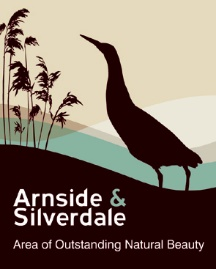 Arnside &
Silverdale
Area of Outstanding Natural Beauty